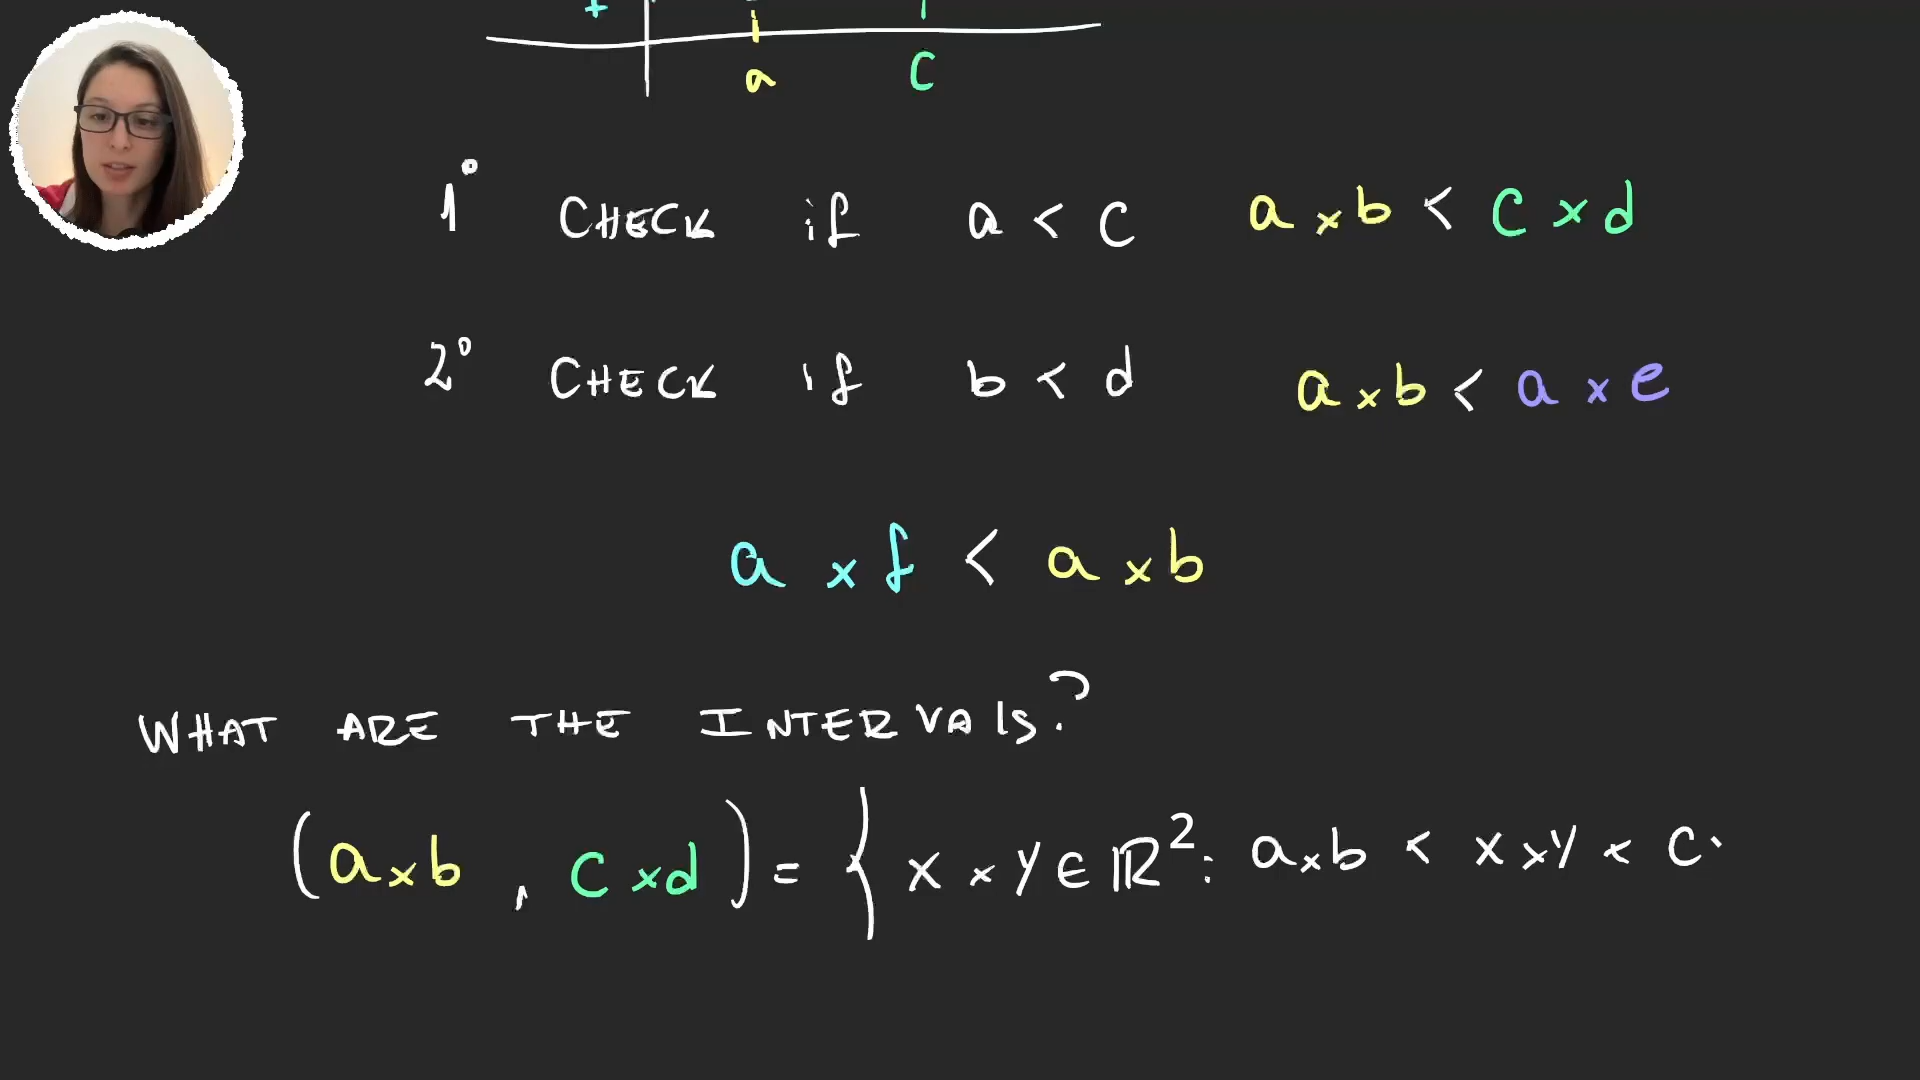 a c
1° CHECK if a < c a × b < c × d
2° CHECK if b < d a × b < a × e
a × f < a × b
WHAT ARE THE INTERVALS?
(a × b , c × d) = { x × y ∈ ℝ²: a × b < x × y < c ·